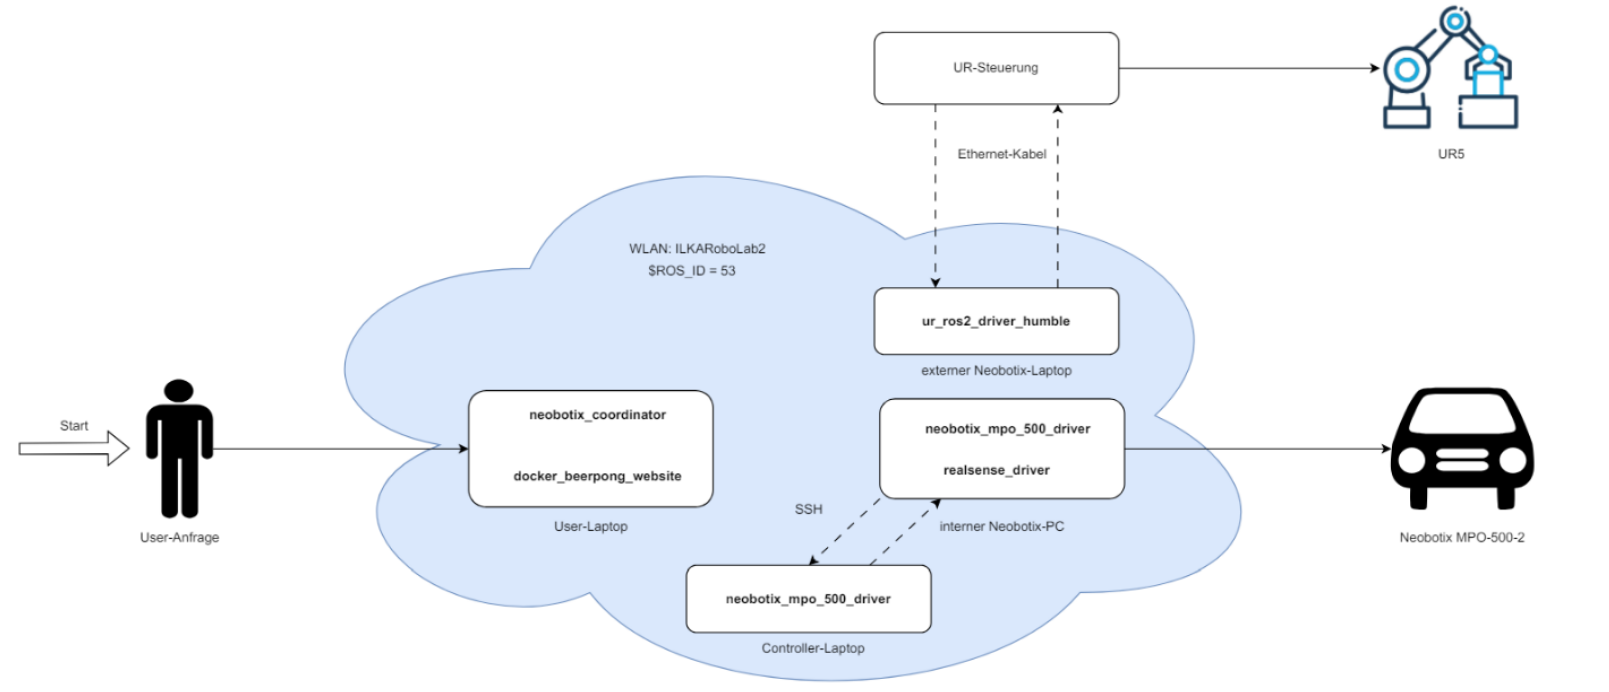 UR-Steuerung
Ethernet-Kabel
UR5
WLAN: ILKARoboLab2
$ROS_ID = 53
ur_ros2_driver_humble
externer Neobotix-Laptop
Start
User-Anfrage
neobotix_coordinator
docker_beerpong_website
User-Laptop
neobotix_mpo_500_driver
realsense_driver
interner Neobotix-PC
SSH
neobotix_mpo_500_driver
Controller-Laptop
Neobotix MPO-500-2